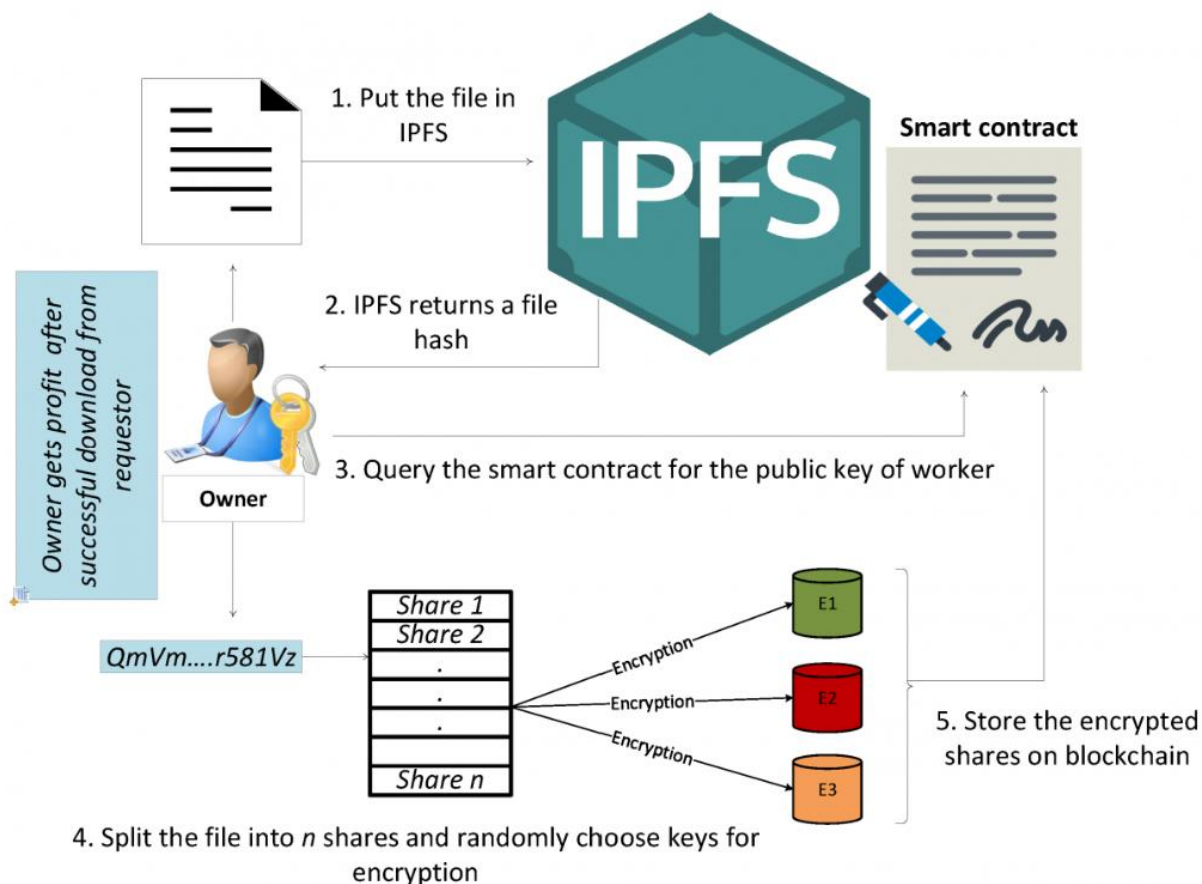 1. Put the file in
IPFS
IPFS
Smart contract
2. IPFS returns a file
hash
Owner gets profit after
successful download from
requestor
3. Query the smart contract for the public key of worker
Owner
Share 1
Share 2
.
.
.
Share n
QmVm....r581Vz
Encryption
Encryption
Encryption
E1
E2
E3
5. Store the encrypted
shares on blockchain
4. Split the file into n shares and randomly choose keys for
encryption